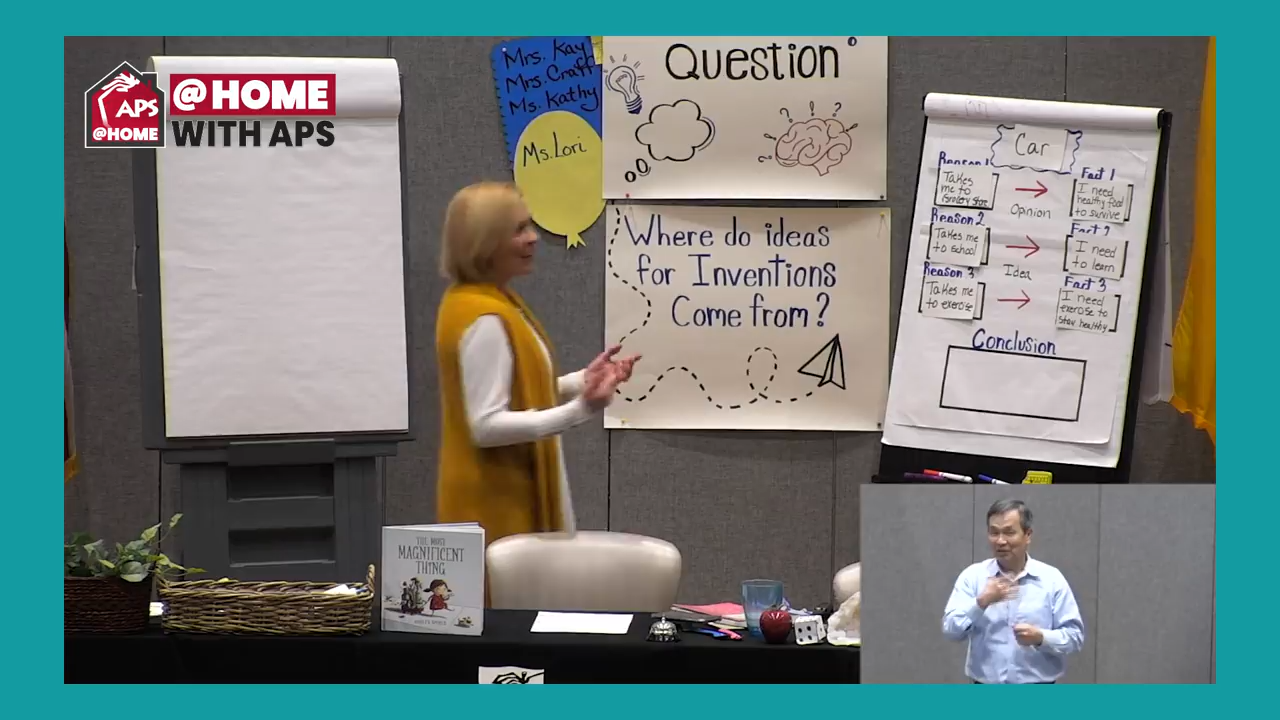 APS
@HOME
@HOME
WITH APS
Mrs. Kay
Mrs. Craft
Ms. Kathy
Ms. Lori
Question
Where do ideas
for Inventions
Come from?
Car
Reason 1
Takes
me to
Grocery Store
Opinion
Fact 1
I need
healthy food
to survive
Reason 2
Takes me
to school
Idea
Fact 2
I need
to learn
Reason 3
Takes me
to exercise
Fact 3
I need
exercise to
stay healthy
Conclusion
THE MOST
MAGNIFICENT
THING